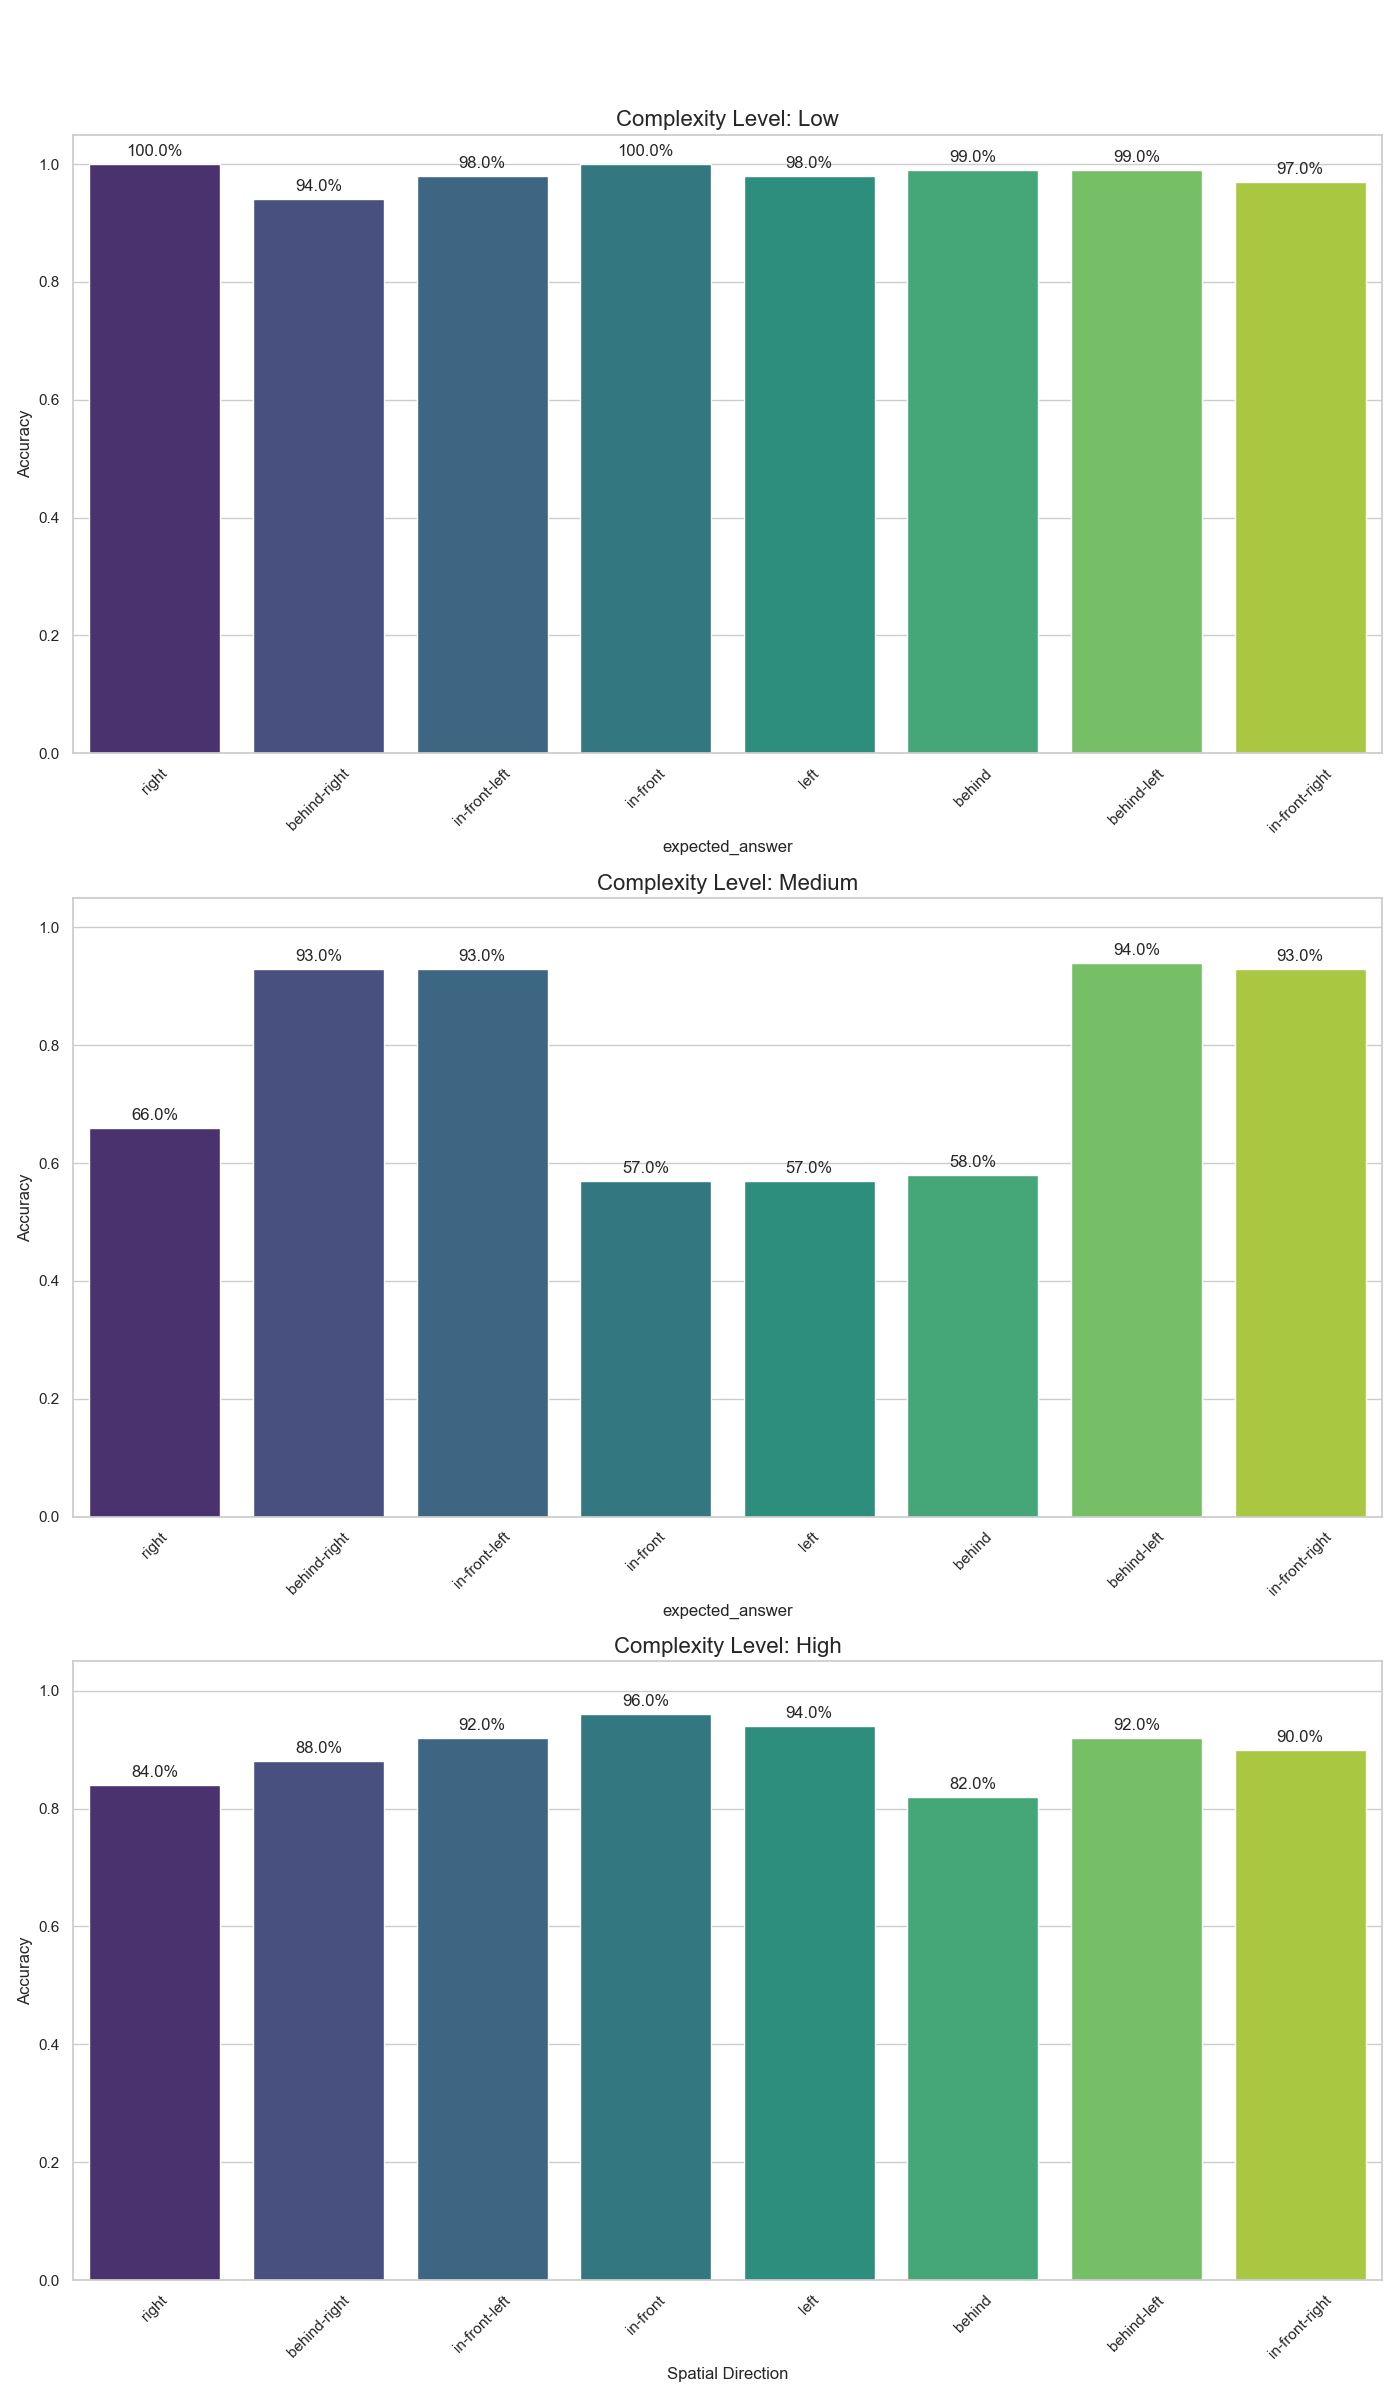 Complexity Level: Low
100.0% 94.0% 98.0% 100.0% 98.0% 99.0% 99.0% 97.0%
1.0
0.8
0.6
0.4
0.2
0.0
Accuracy
right behind-right in-front-left in-front left behind behind-left in-front-right
expected_answer
Complexity Level: Medium
66.0% 93.0% 93.0% 57.0% 57.0% 58.0% 94.0% 93.0%
1.0
0.8
0.6
0.4
0.2
0.0
Accuracy
right behind-right in-front-left in-front left behind behind-left in-front-right
expected_answer
Complexity Level: High
84.0% 88.0% 92.0% 96.0% 94.0% 82.0% 92.0% 90.0%
1.0
0.8
0.6
0.4
0.2
0.0
Accuracy
right behind-right in-front-left in-front left behind behind-left in-front-right
Spatial Direction